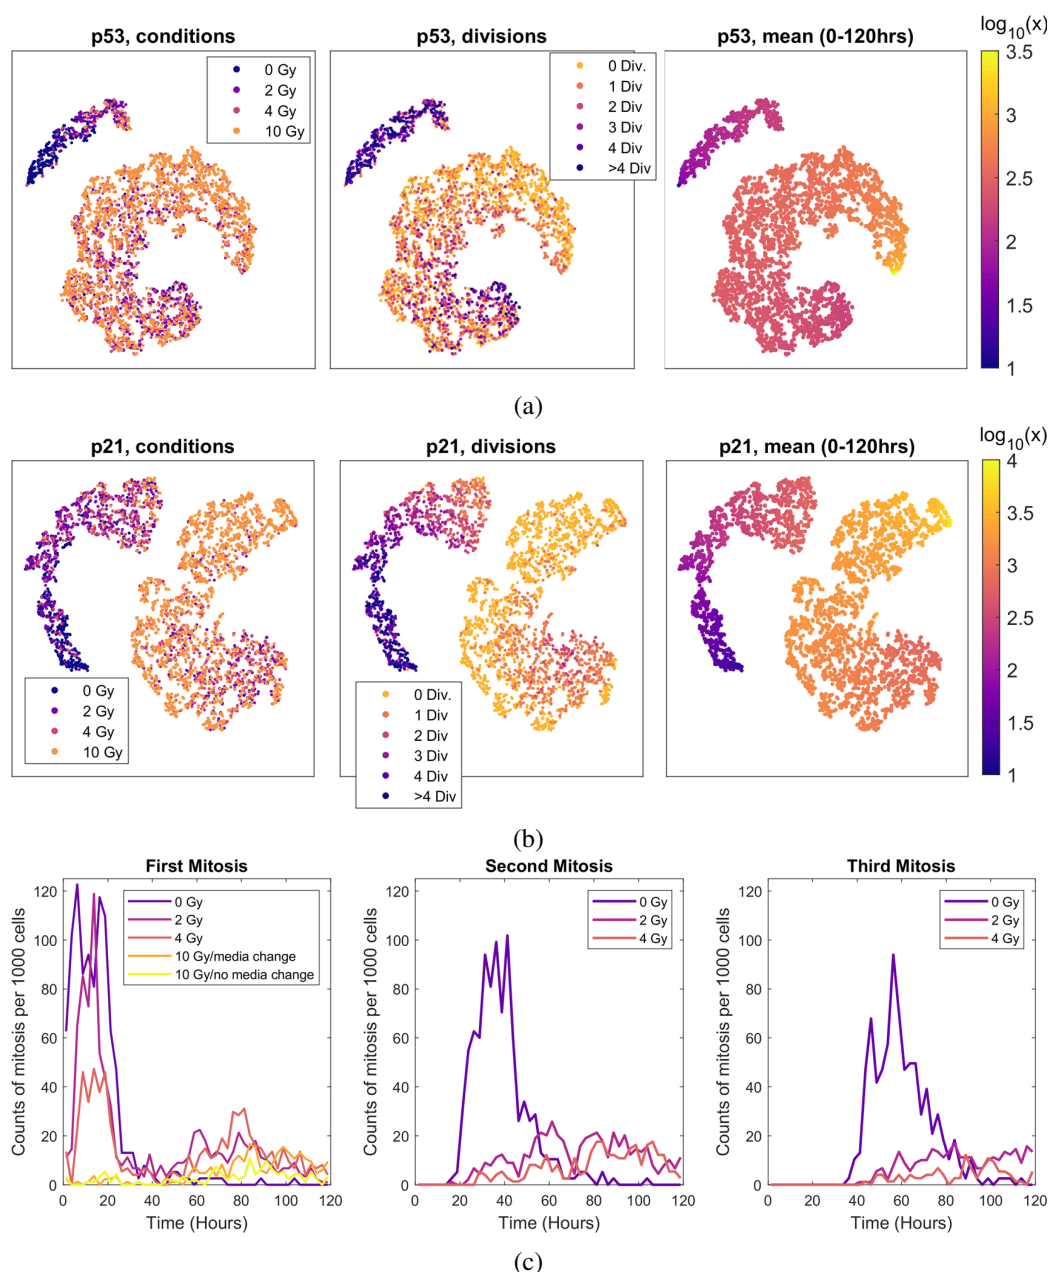 p53, conditions
0 Gy
2 Gy
4 Gy
10 Gy
p53, divisions
0 Div.
1 Div
2 Div
3 Div
4 Div
>4 Div
p53, mean (0-120hrs)
log10(x)
3.5
3
2.5
2
1.5
1
(a)
p21, conditions
0 Gy
2 Gy
4 Gy
10 Gy
p21, divisions
0 Div.
1 Div
2 Div
3 Div
4 Div
>4 Div
p21, mean (0-120hrs)
log10(x)
4
3.5
3
2.5
2
1.5
1
(b)
First Mitosis
Counts of mitosis per 1000 cells
120
100
80
60
40
20
0
0 Gy
2 Gy
4 Gy
10 Gy/media change
10 Gy/no media change
0 20 40 60 80 100 120
Time (Hours)
Second Mitosis
Counts of mitosis per 1000 cells
120
100
80
60
40
20
0
0 Gy
2 Gy
4 Gy
0 20 40 60 80 100 120
Time (Hours)
Third Mitosis
Counts of mitosis per 1000 cells
120
100
80
60
40
20
0
0 Gy
2 Gy
4 Gy
0 20 40 60 80 100 120
Time (Hours)
(c)